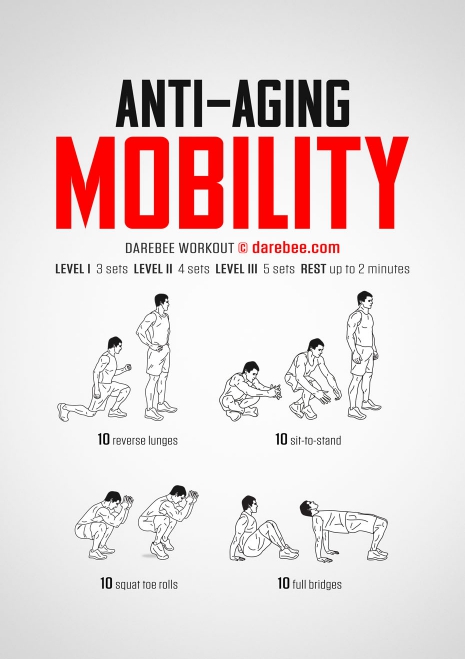 ANTI–AGING
MOBILITY
DAREBEE WORKOUT © darebee.com
LEVEL I 3 sets LEVEL II 4 sets LEVEL III 5 sets REST up to 2 minutes
10 reverse lunges
10 sit-to-stand
10 squat toe rolls
10 full bridges